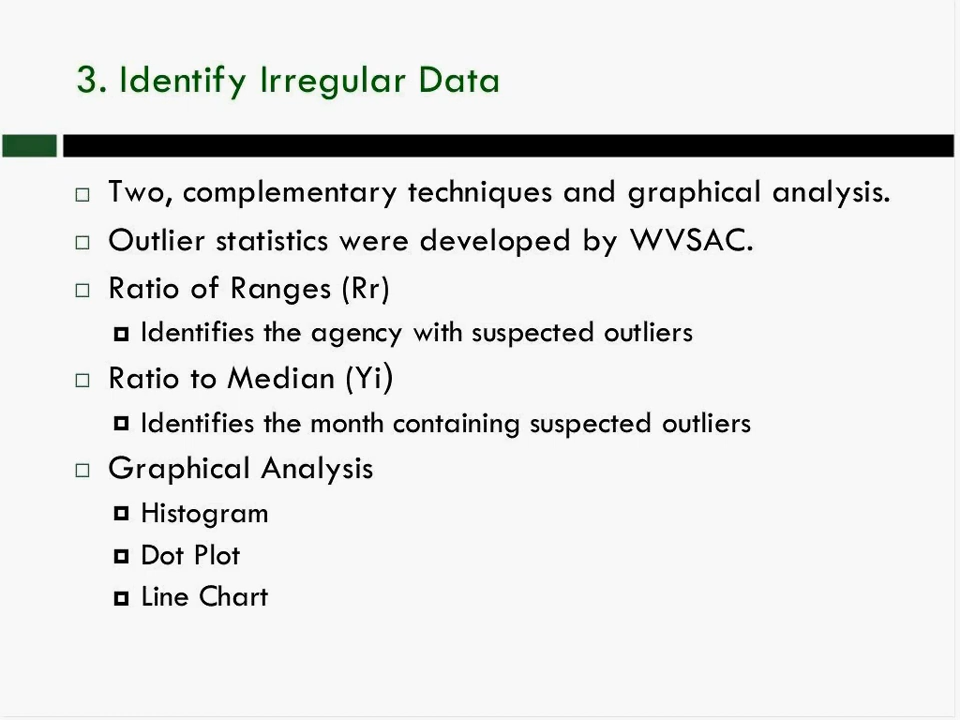 3. Identify Irregular Data
Two, complementary techniques and graphical analysis.
Outlier statistics were developed by WVSAC.
Ratio of Ranges (Rr)
Identifies the agency with suspected outliers
Ratio to Median (Yi)
Identifies the month containing suspected outliers
Graphical Analysis
Histogram
Dot Plot
Line Chart